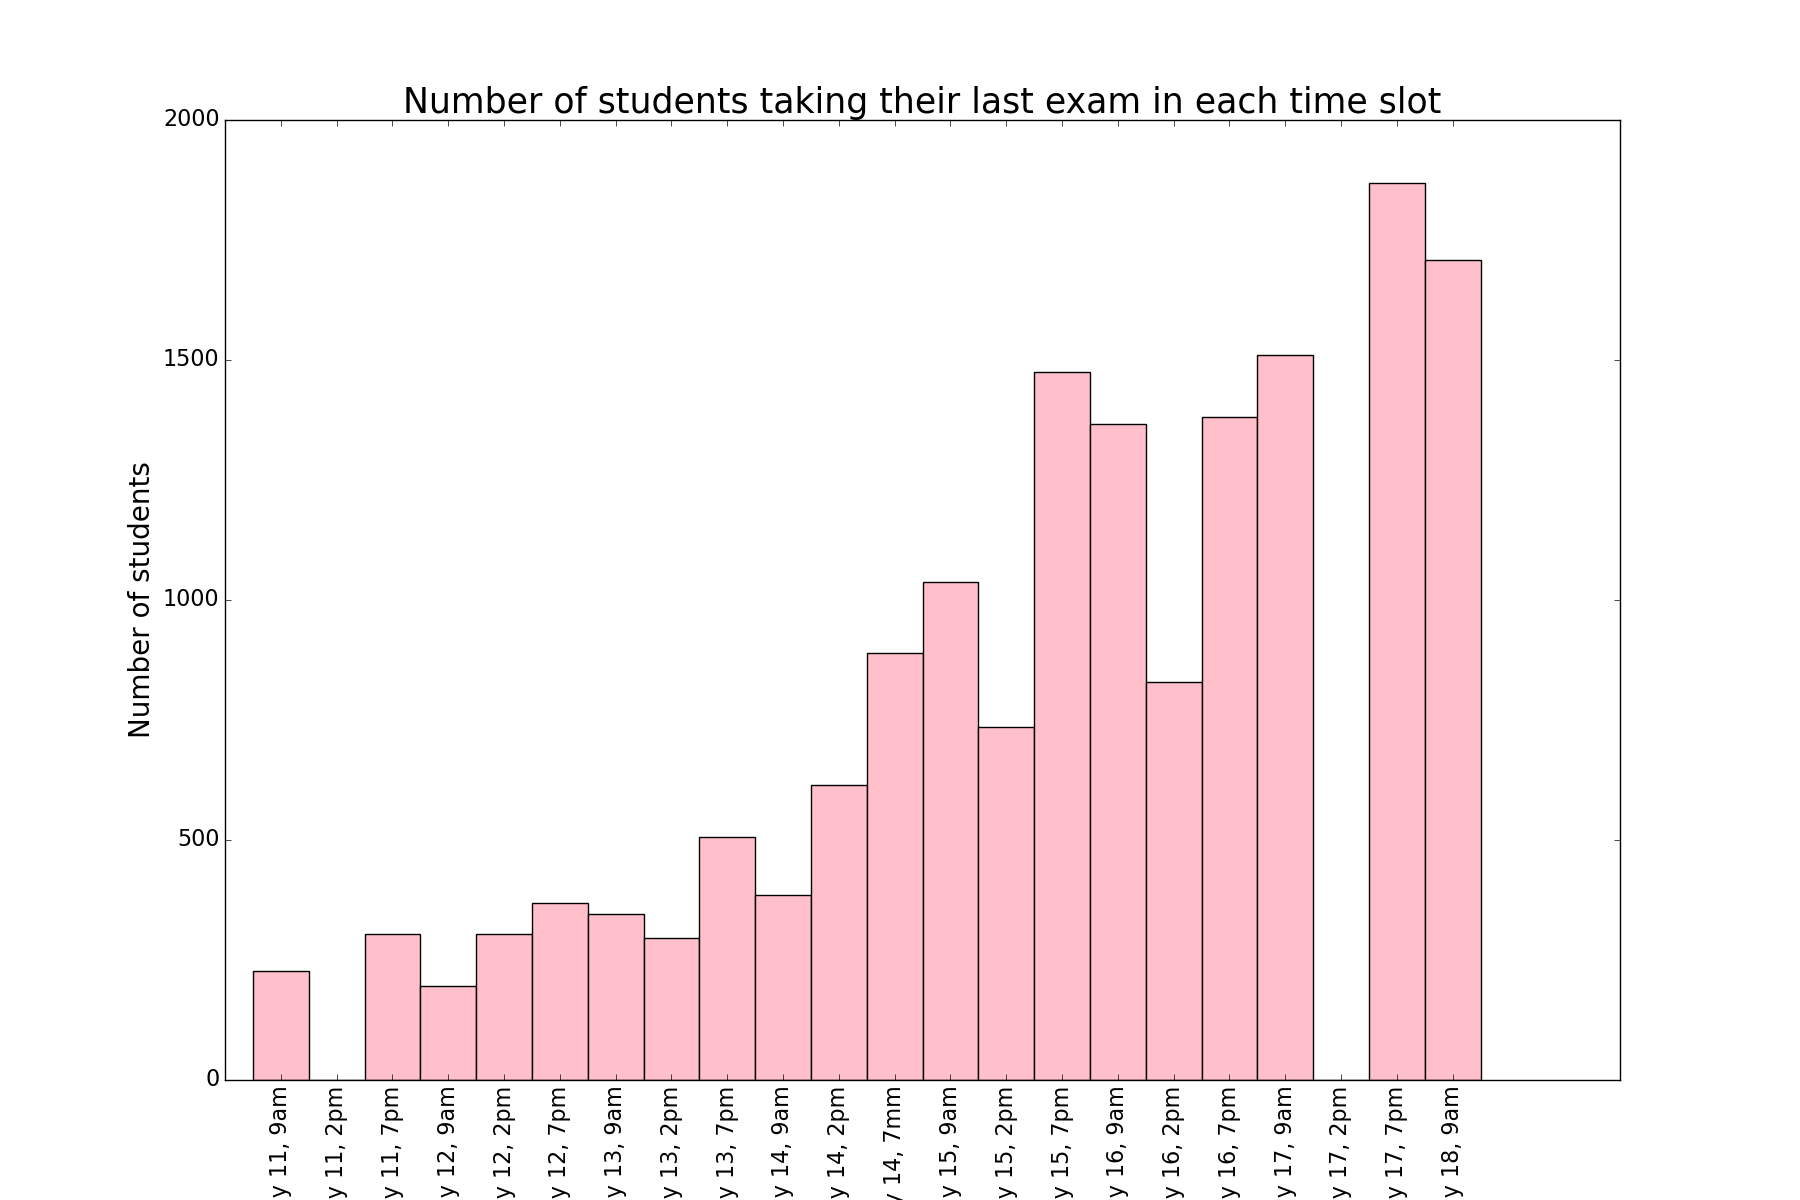 Number of students taking their last exam in each time slot
Number of students
2000
1500
1000
500
0
y 11, 9am
y 11, 2pm
y 11, 7pm
y 12, 9am
y 12, 2pm
y 12, 7pm
y 13, 9am
y 13, 2pm
y 13, 7pm
y 14, 9am
y 14, 2pm
y 14, 7mm
y 15, 9am
y 15, 2pm
y 15, 7pm
y 16, 9am
y 16, 2pm
y 16, 7pm
y 17, 9am
y 17, 2pm
y 17, 7pm
y 18, 9am